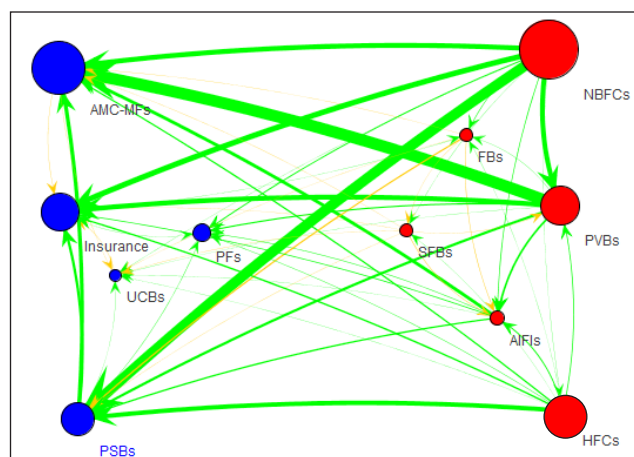 NBFCs
AMC-MFs
FBs
PVBs
Insurance
PFs
SFBs
UCBs
AIFIs
HFCs
PSBs